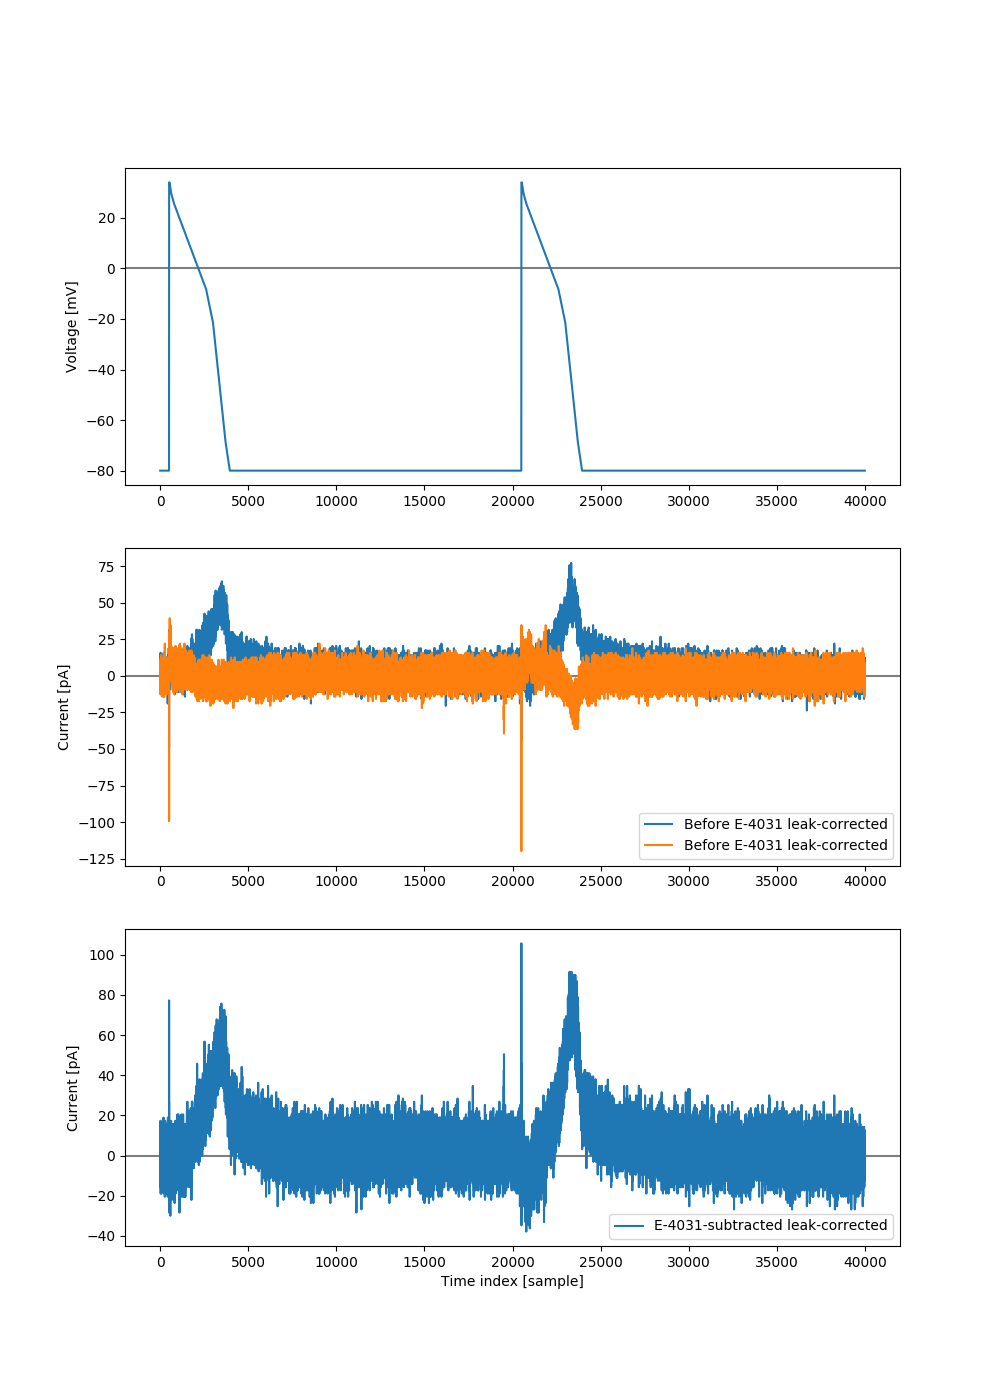 20
0
−20
−40
−60
−80
Voltage [mV]
0 5000 10000 15000 20000 25000 30000 35000 40000
75
50
25
0
−25
−50
−75
−100
−125
Current [pA]
Before E-4031 leak-corrected
Before E-4031 leak-corrected
0 5000 10000 15000 20000 25000 30000 35000 40000
100
80
60
40
20
0
−20
−40
Current [pA]
E-4031-subtracted leak-corrected
0 5000 10000 15000 20000 25000 30000 35000 40000
Time index [sample]